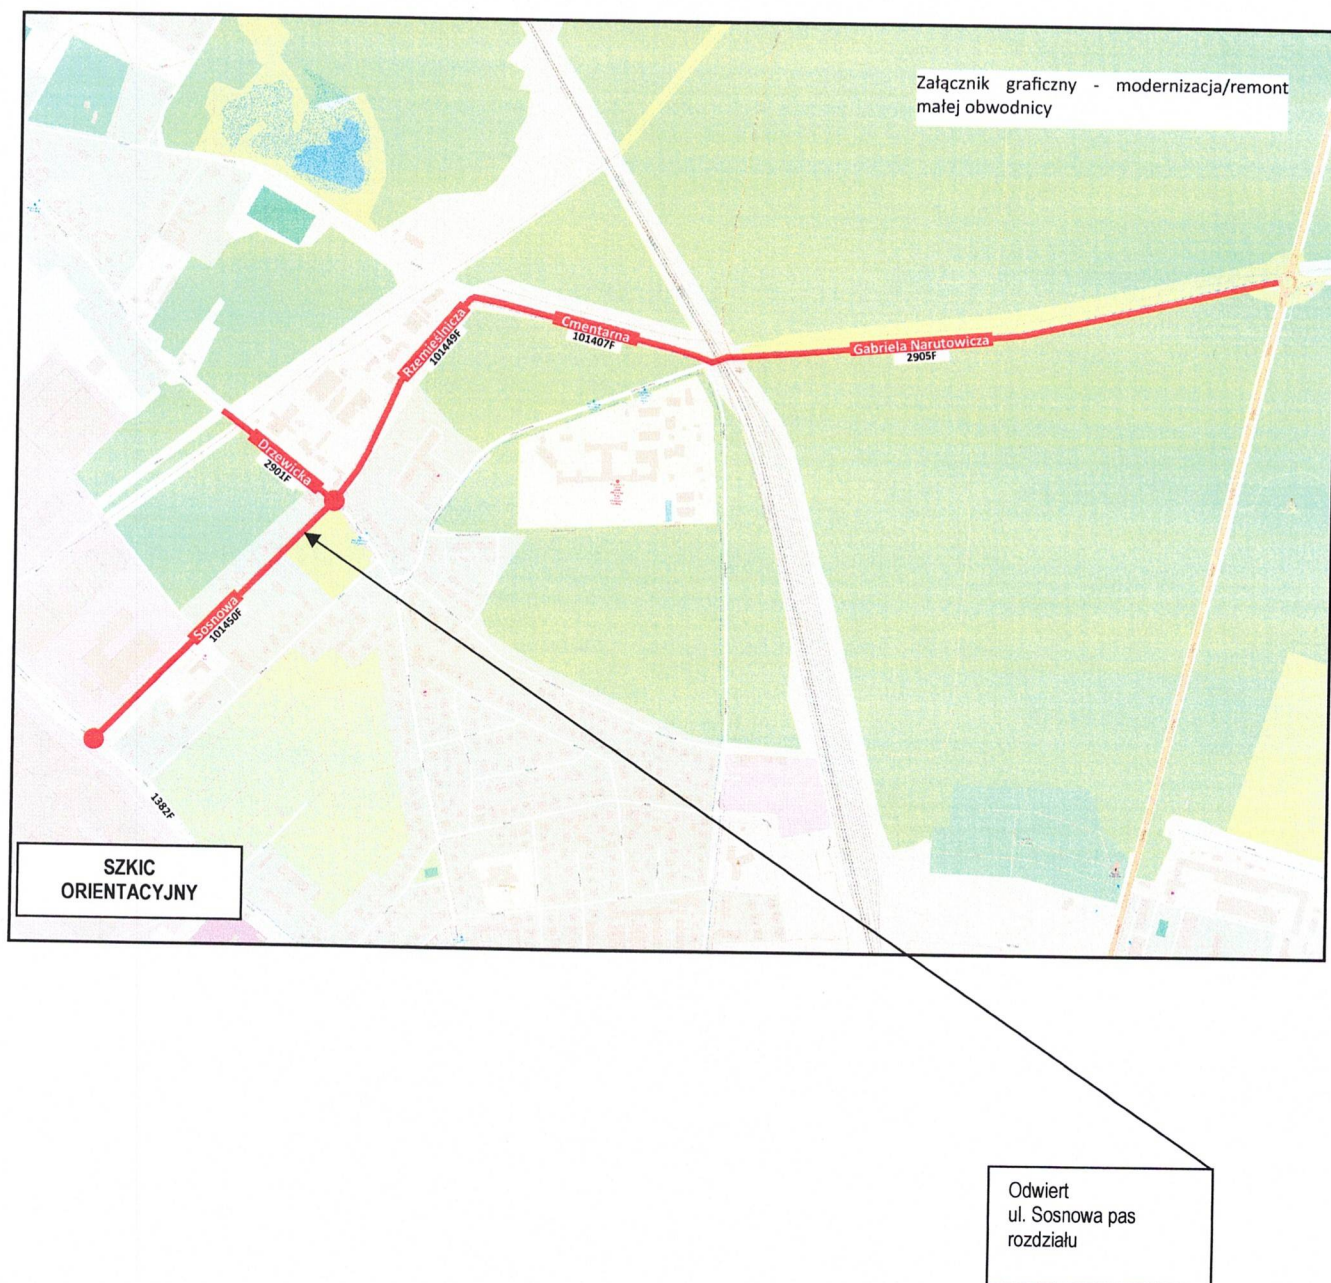 Załącznik graficzny - modernizacja/remont
małej obwodnicy
Rzemieślnicza
101449F
Cmentarna
101407F
Gabriela Narutowicza
2905F
Drzewicka
2901F
Sosnowa
101450F
1382F
SZKIC
ORIENTACYJNY
Odwiert
ul. Sosnowa pas
rozdziału